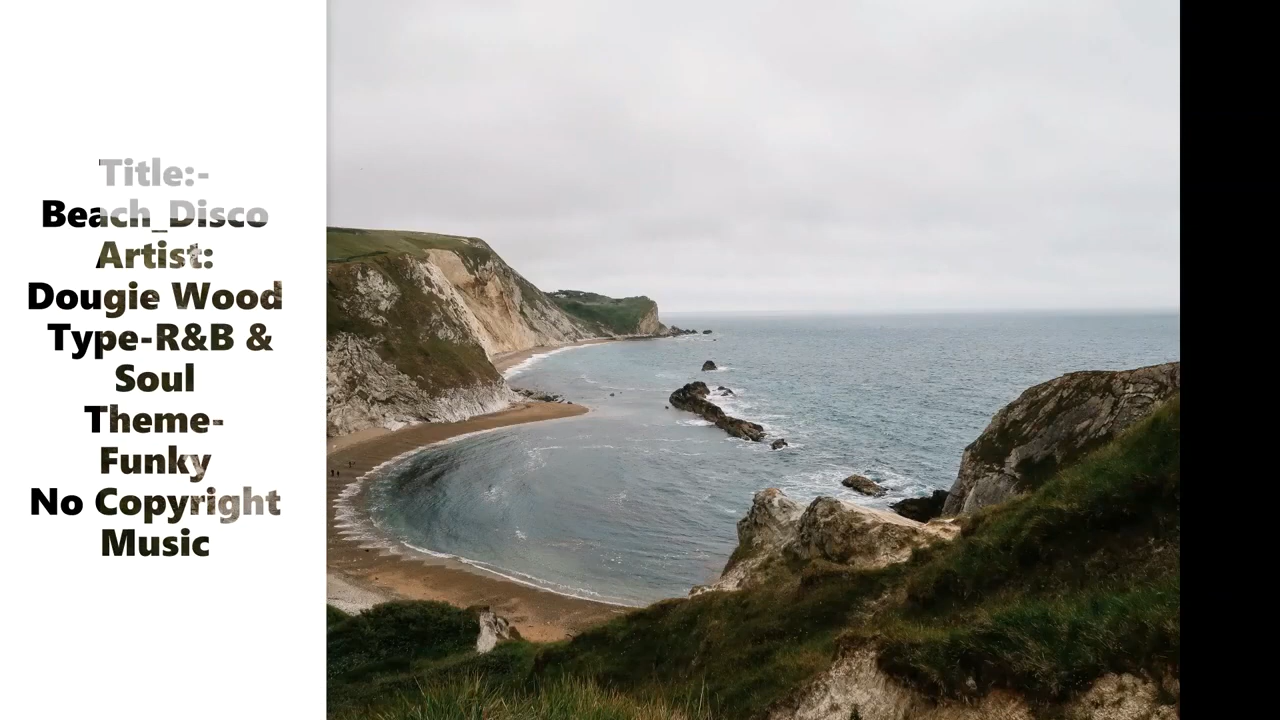 Title:-
Beach_Disco
Artist:
Dougie Wood
Type-R&B &
Soul
Theme-
Funky
No Copyright
Music